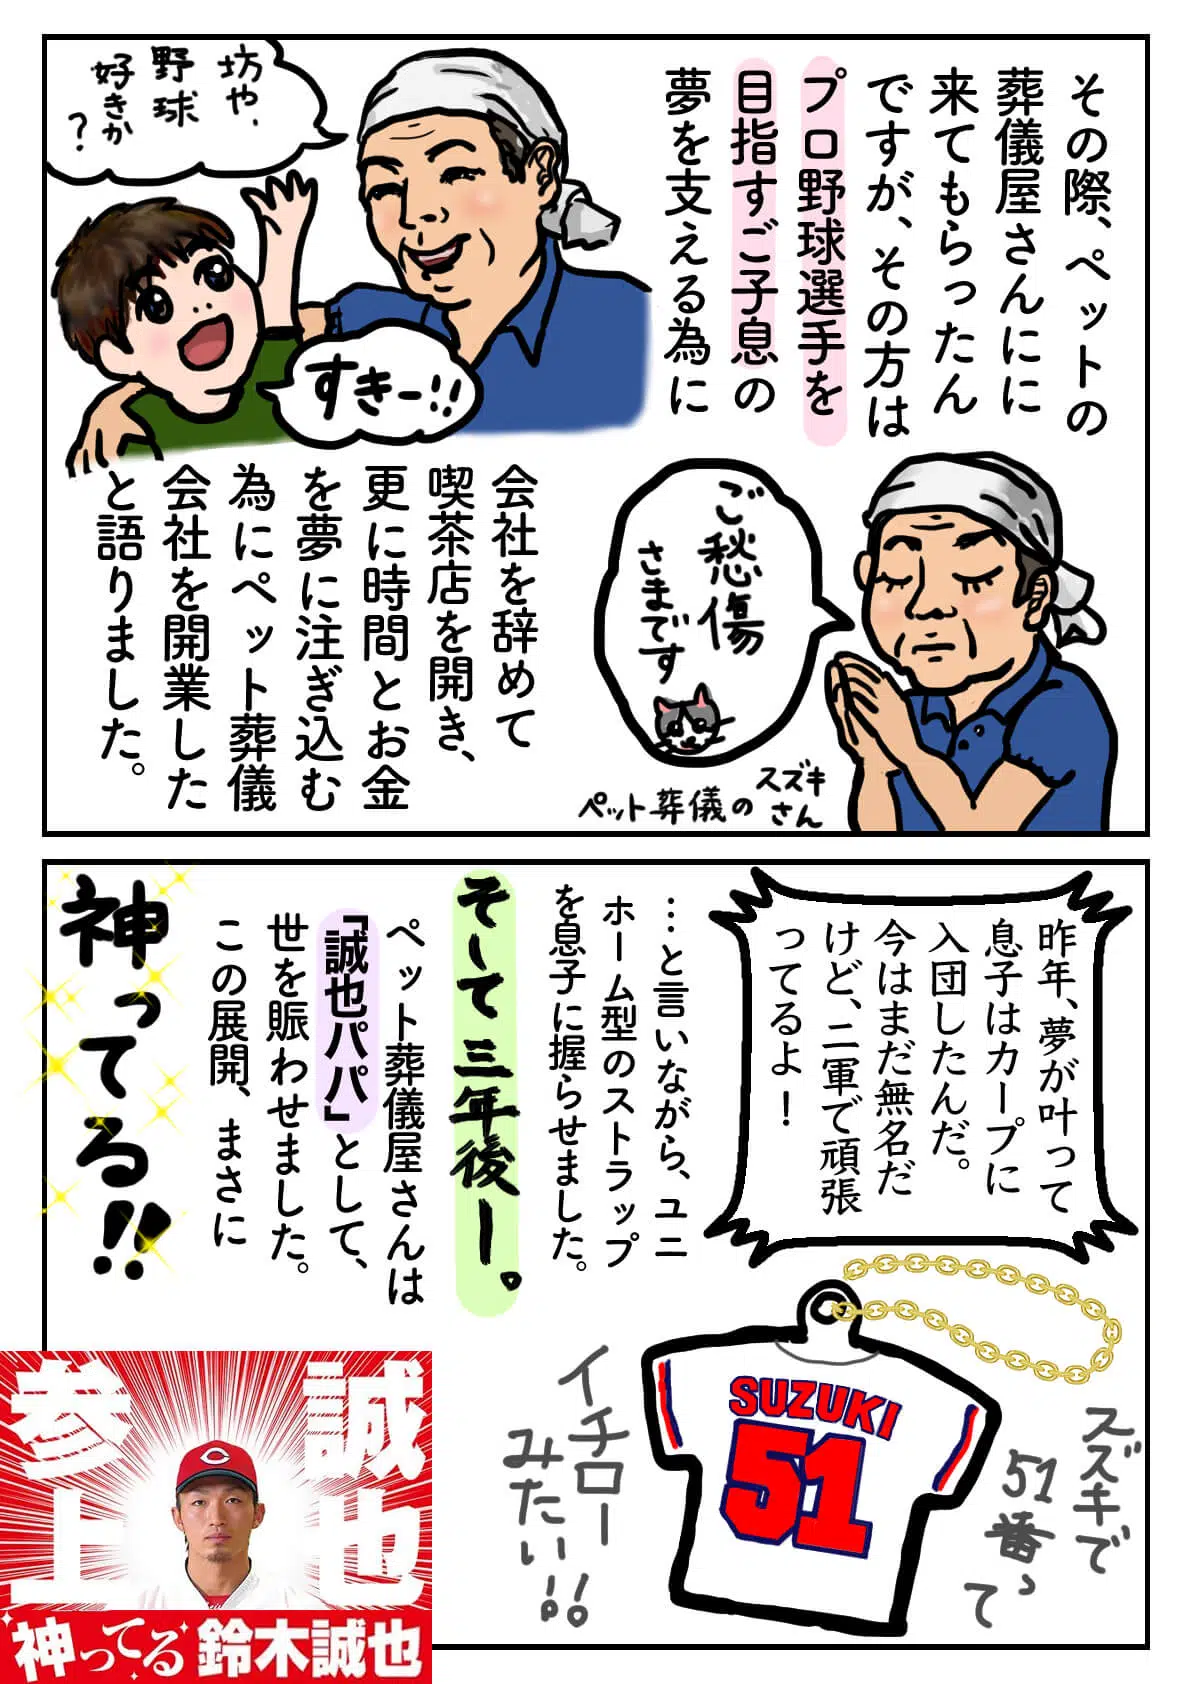 その際、ペットの
葬儀屋さんにに
来てもらったん
ですが、その方は
プロ野球選手を
目指すご子息の
夢を支える為に
坊や、
野球
好きか
?
すきー!!
ご愁傷
さまです
ペット葬儀の
スズキ
さん
会社を辞めて
喫茶店を開き、
更に時間とお金
を夢に注ぎ込む
為にペット葬儀
会社を開業した
と語りました。
昨年、夢が叶って
息子はカープに
入団したんだ。
今はまだ無名だ
けど、二軍で頑張
ってるよ！
…と言いながら、ユニ
ホーム型のストラップ
を息子に握らせました。
SUZUKI
51
スズキで
51番って
イチロー
みたい!!
そして三年後ー。
ペット葬儀屋さんは
「誠也パパ」として、
世を賑わせました。
この展開、まさに
神ってる!!
誠也
参上
神ってる 鈴木誠也